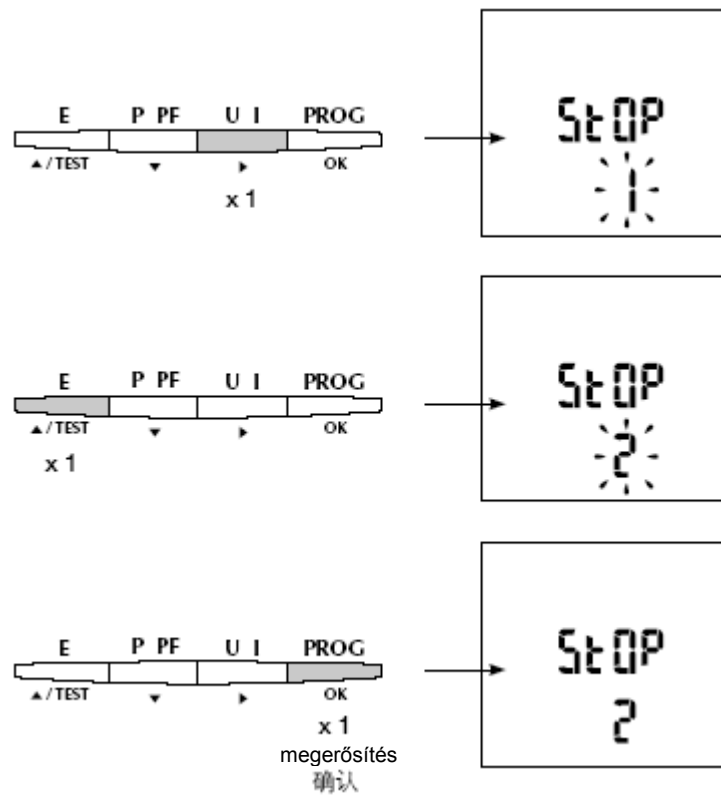 E P PF U I PROG
▲ / TEST ▼ ► OK
x 1
StOP
1
E P PF U I PROG
▲ / TEST ▼ ► OK
x 1
StOP
2
E P PF U I PROG
▲ / TEST ▼ ► OK
x 1
megerősítés
确认
StOP
2